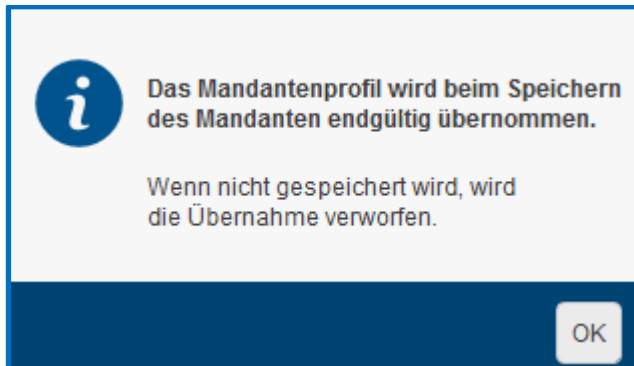 Das Mandantenprofil wird beim Speichern
des Mandanten endgültig übernommen.
Wenn nicht gespeichert wird, wird
die Übernahme verworfen.
OK